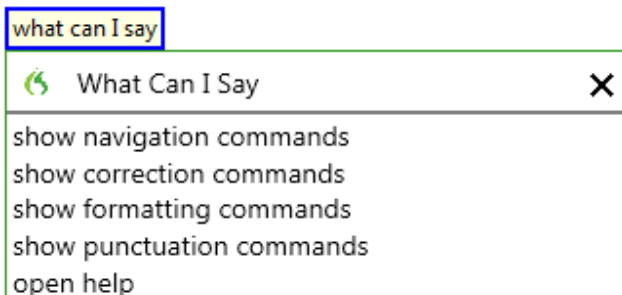 what can I say
What Can I Say
show navigation commands
show correction commands
show formatting commands
show punctuation commands
open help